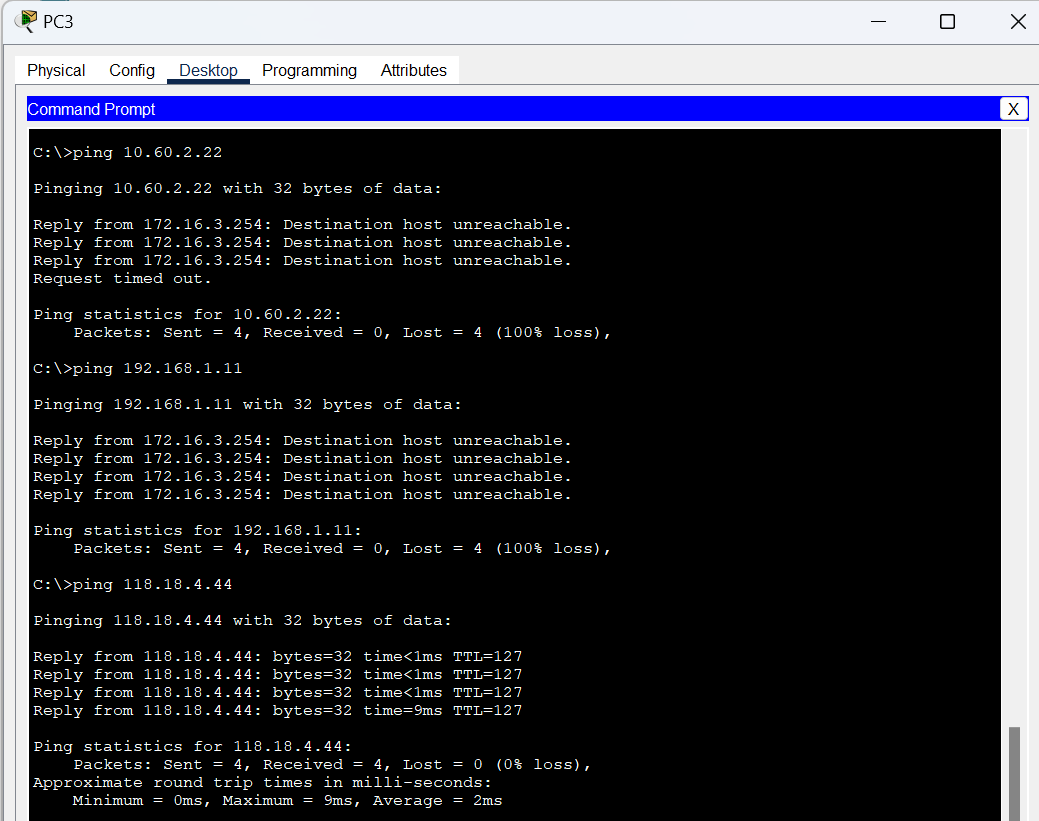 PC3
Physical Config Desktop Programming Attributes
Command Prompt X
C:\>ping 10.60.2.22
Pinging 10.60.2.22 with 32 bytes of data:
Reply from 172.16.3.254: Destination host unreachable.
Reply from 172.16.3.254: Destination host unreachable.
Reply from 172.16.3.254: Destination host unreachable.
Request timed out.
Ping statistics for 10.60.2.22:
    Packets: Sent = 4, Received = 0, Lost = 4 (100% loss),
C:\>ping 192.168.1.11
Pinging 192.168.1.11 with 32 bytes of data:
Reply from 172.16.3.254: Destination host unreachable.
Reply from 172.16.3.254: Destination host unreachable.
Reply from 172.16.3.254: Destination host unreachable.
Reply from 172.16.3.254: Destination host unreachable.
Ping statistics for 192.168.1.11:
    Packets: Sent = 4, Received = 0, Lost = 4 (100% loss),
C:\>ping 118.18.4.44
Pinging 118.18.4.44 with 32 bytes of data:
Reply from 118.18.4.44: bytes=32 time<1ms TTL=127
Reply from 118.18.4.44: bytes=32 time<1ms TTL=127
Reply from 118.18.4.44: bytes=32 time<1ms TTL=127
Reply from 118.18.4.44: bytes=32 time=9ms TTL=127
Ping statistics for 118.18.4.44:
    Packets: Sent = 4, Received = 4, Lost = 0 (0% loss),
Approximate round trip times in milli-seconds:
    Minimum = 0ms, Maximum = 9ms, Average = 2ms